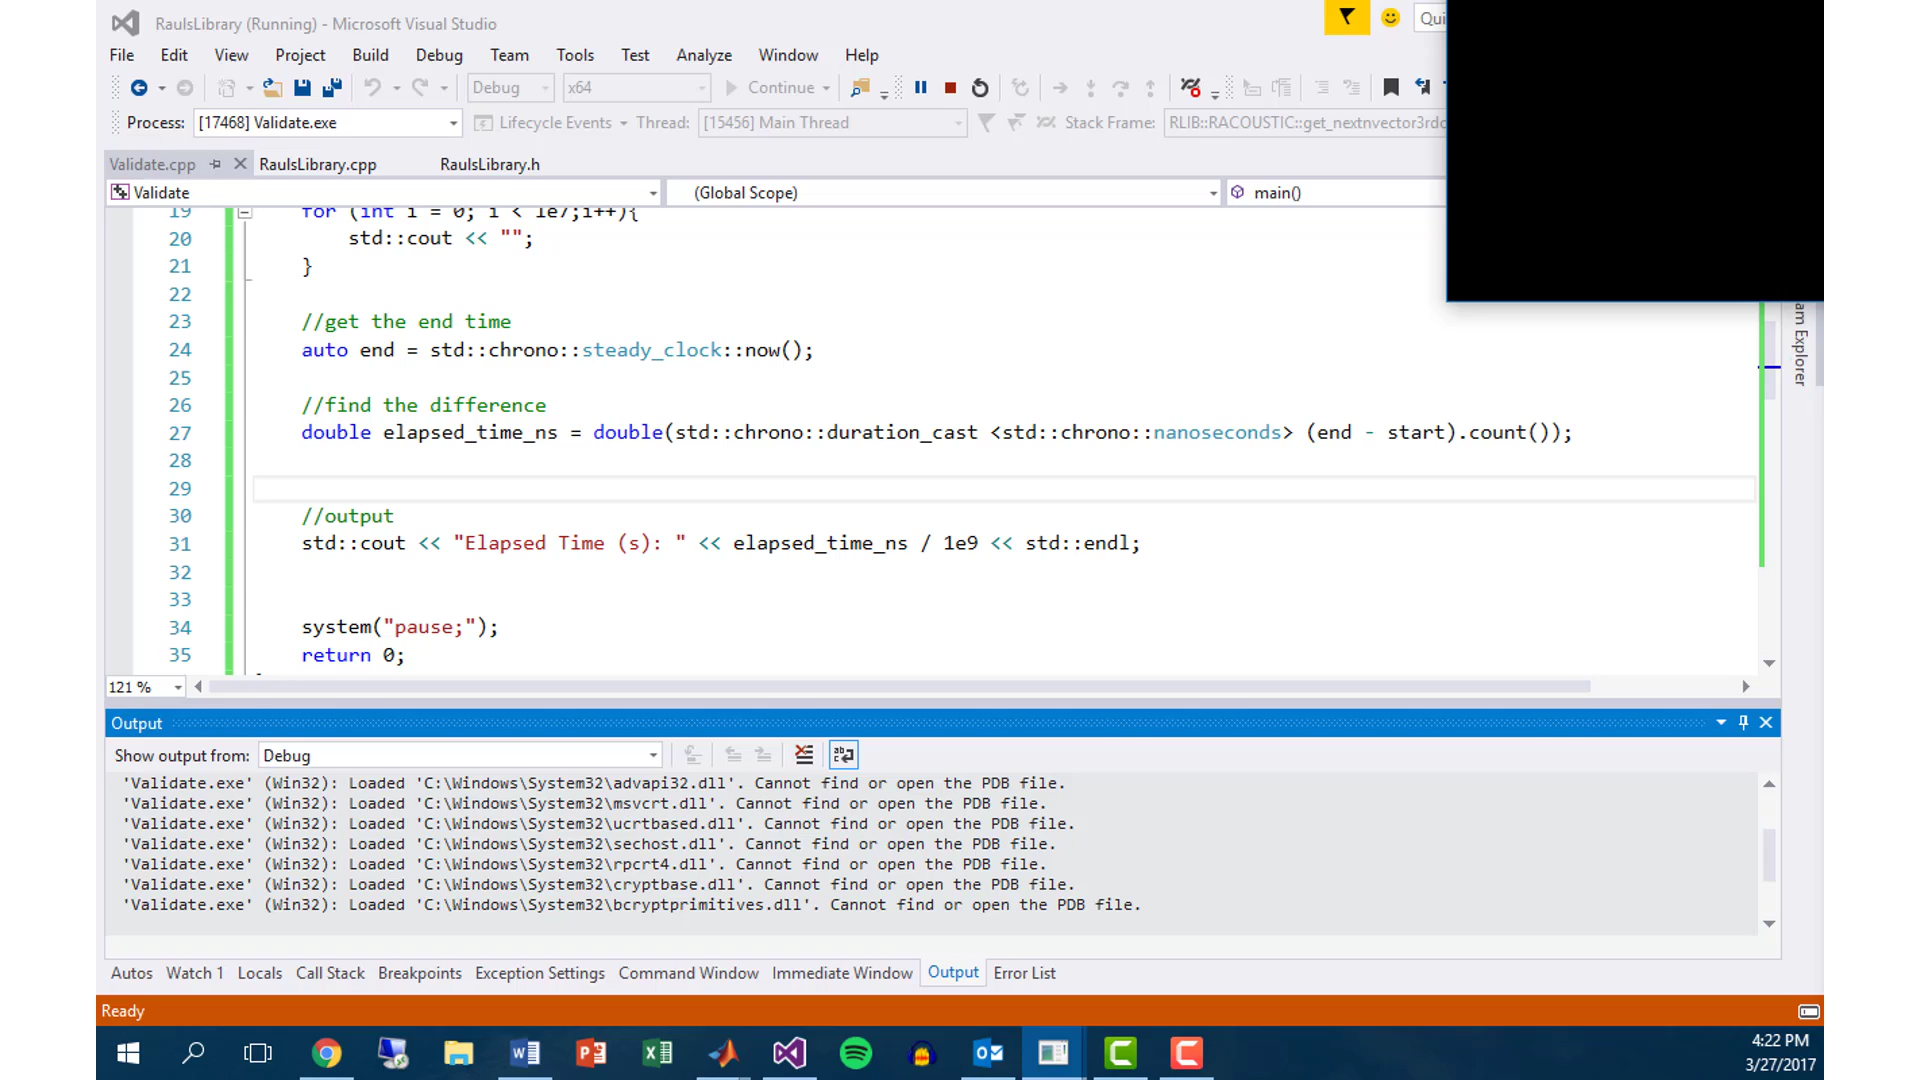 RaulsLibrary (Running) - Microsoft Visual Studio
Qui
File Edit View Project Build Debug Team Tools Test Analyze Window Help
Debug x64 Continue
Process: [17468] Validate.exe Lifecycle Events Thread: [15456] Main Thread Stack Frame: RLIB::RACOUSTIC::get_nextnvector3rdo
Validate.cpp RaulsLibrary.cpp RaulsLibrary.h
Validate (Global Scope) main()
19 for (int i = 0; i < 1e7;i++){
20 std::cout << "";
21 }
22
23 //get the end time
24 auto end = std::chrono::steady_clock::now();
25
26 //find the difference
27 double elapsed_time_ns = double(std::chrono::duration_cast <std::chrono::nanoseconds> (end - start).count());
28
29
30 //output
31 std::cout << "Elapsed Time (s): " << elapsed_time_ns / 1e9 << std::endl;
32
33
34 system("pause;");
35 return 0;
am Explorer
121 %
Output
Show output from: Debug
'Validate.exe' (Win32): Loaded 'C:\Windows\System32\advapi32.dll'. Cannot find or open the PDB file.
'Validate.exe' (Win32): Loaded 'C:\Windows\System32\msvcrt.dll'. Cannot find or open the PDB file.
'Validate.exe' (Win32): Loaded 'C:\Windows\System32\ucrtbased.dll'. Cannot find or open the PDB file.
'Validate.exe' (Win32): Loaded 'C:\Windows\System32\sechost.dll'. Cannot find or open the PDB file.
'Validate.exe' (Win32): Loaded 'C:\Windows\System32\rpcrt4.dll'. Cannot find or open the PDB file.
'Validate.exe' (Win32): Loaded 'C:\Windows\System32\cryptbase.dll'. Cannot find or open the PDB file.
'Validate.exe' (Win32): Loaded 'C:\Windows\System32\bcryptprimitives.dll'. Cannot find or open the PDB file.
Autos Watch 1 Locals Call Stack Breakpoints Exception Settings Command Window Immediate Window Output Error List
Ready
4:22 PM
3/27/2017